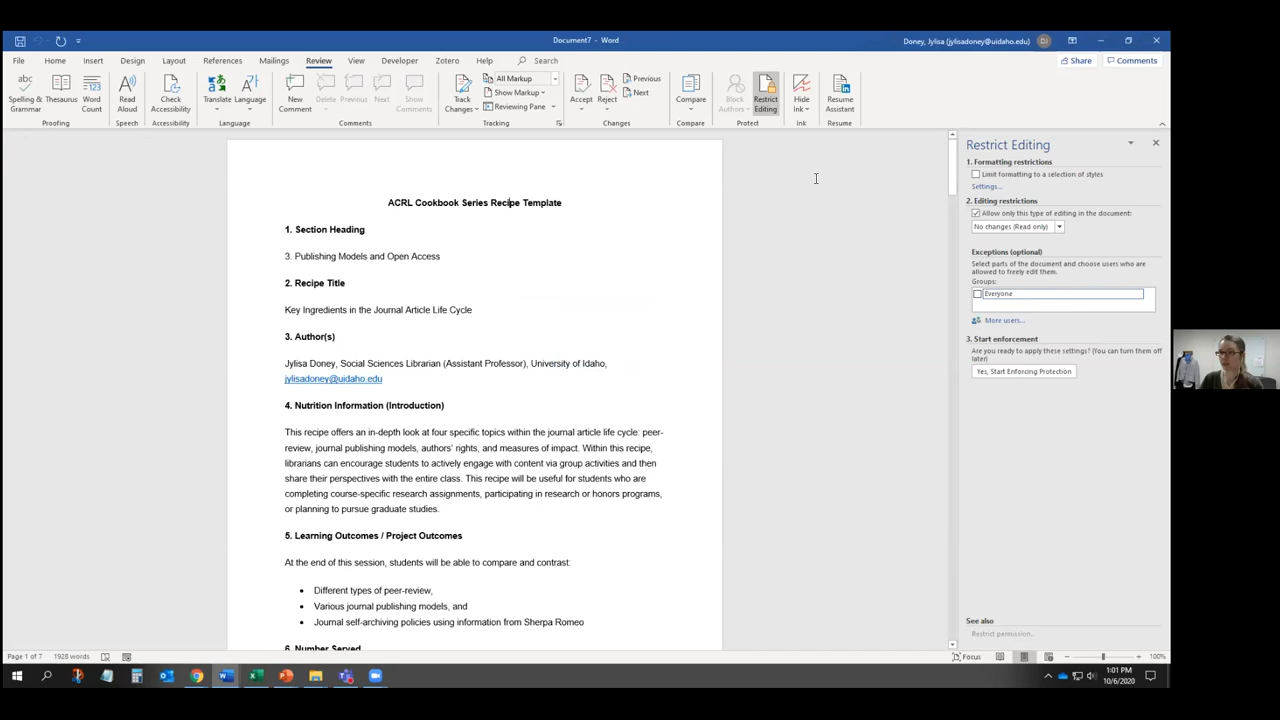 Document7 - Word
Doney, Jylisa (jylisadoney@uidaho.edu)
DJ
File Home Insert Draw Design Layout References Mailings Review View Developer Zotero Help Search
Share Comments
Spelling & Grammar
Thesaurus
Word Count
Read Aloud
Check Accessibility
Translate
Language
New Comment
Delete
Previous
Next
Show Comments
Track Changes
All Markup
Show Markup
Reviewing Pane
Accept
Reject
Previous
Next
Compare
Block Authors
Restrict Editing
Hide Ink
Resume Assistant
Proofing Speech Accessibility Language Comments Tracking Changes Compare Protect Ink Resume
ACRL Cookbook Series Recipe Template
1. Section Heading
3. Publishing Models and Open Access
2. Recipe Title
Key Ingredients in the Journal Article Life Cycle
3. Author(s)
Jylisa Doney, Social Sciences Librarian (Assistant Professor), University of Idaho,
jylisadoney@uidaho.edu
4. Nutrition Information (Introduction)
This recipe offers an in-depth look at four specific topics within the journal article life cycle: peer-
review, journal publishing models, authors' rights, and measures of impact. Within this recipe,
librarians can encourage students to actively engage with content via group activities and then
share their perspectives with the entire class. This recipe will be useful for students who are
completing course-specific research assignments, participating in research or honors programs,
or planning to pursue graduate studies.
5. Learning Outcomes / Project Outcomes
At the end of this session, students will be able to compare and contrast:
• Different types of peer-review,
• Various journal publishing models, and
• Journal self-archiving policies using information from Sherpa Romeo
6. Number Served
Restrict Editing
1. Formatting restrictions
Limit formatting to a selection of styles
Settings...
2. Editing restrictions
Allow only this type of editing in the document:
No changes (Read only)
Exceptions (optional)
Select parts of the document and choose users who are
allowed to freely edit them.
Groups:
Everyone
More users...
3. Start enforcement
Are you ready to apply these settings? (You can turn them off
later)
Yes, Start Enforcing Protection
See also
Restrict permission...
Page 1 of 7 1928 words
Focus
100%
1:01 PM
10/6/2020